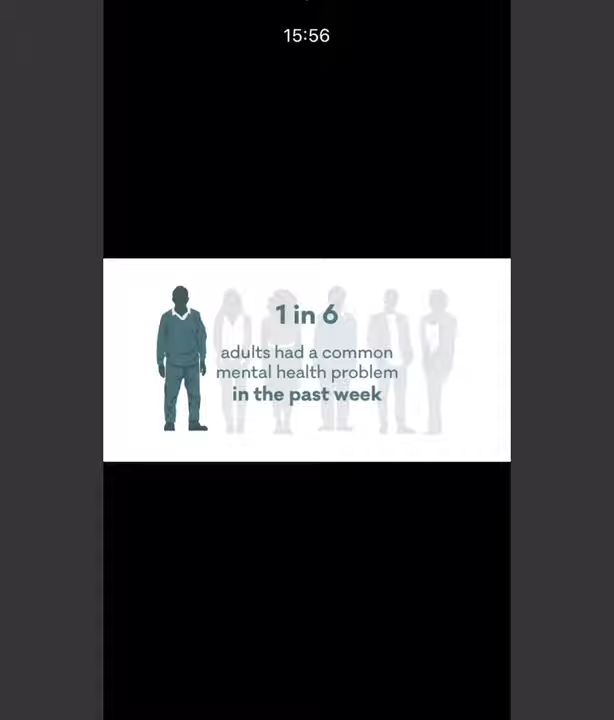 15:56
1 in 6
adults had a common
mental health problem
in the past week